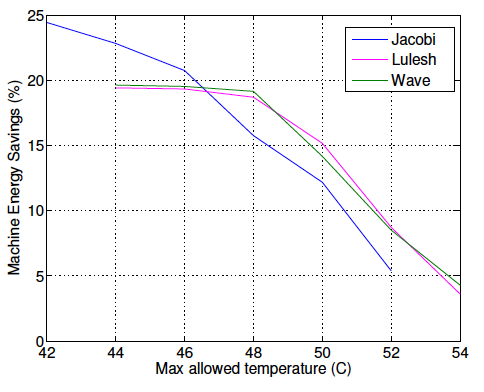 25
20
15
10
5
0
Machine Energy Savings (%)
Jacobi
Lulesh
Wave
42 44 46 48 50 52 54
Max allowed temperature (C)